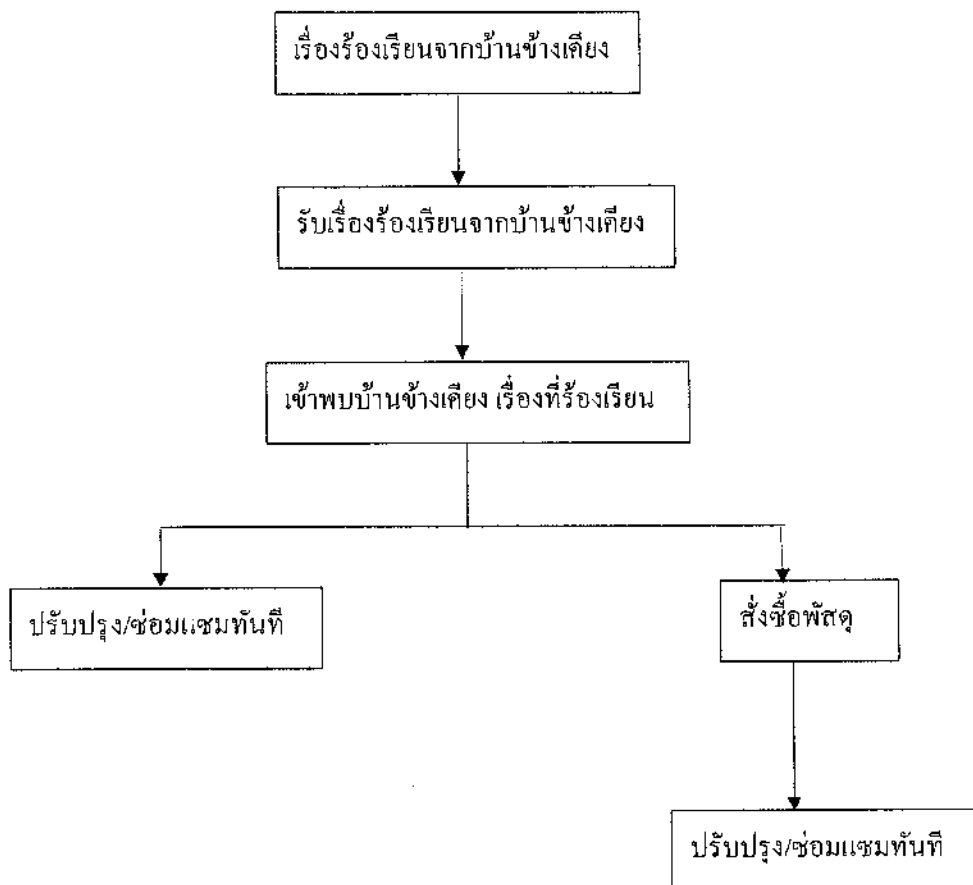 เรื่องร้องเรียนจากบ้านข้างเคียง
รับเรื่องร้องเรียนจากบ้านข้างเคียง
เข้าพบบ้านข้างเคียง เรื่องที่ร้องเรียน
ปรับปรุง/ซ่อมแซมทันที
สั่งซื้อพัสดุ
ปรับปรุง/ซ่อมแซมทันที